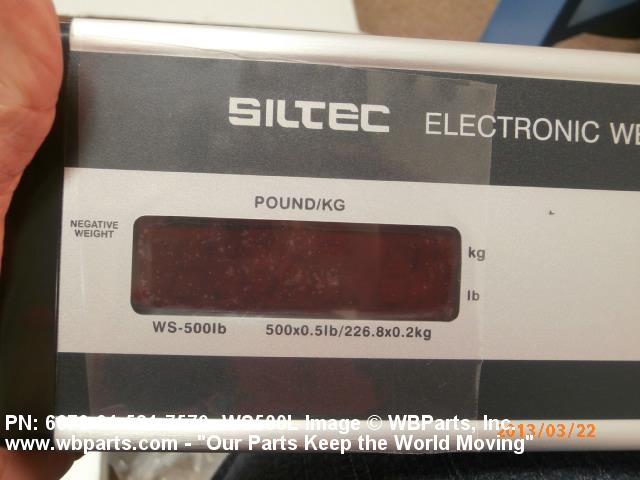 SILTEC ELECTRONIC WE
POUND/KG
NEGATIVE
WEIGHT
kg
lb
WS-500lb 500x0.5lb/226.8x0.2kg
PN: WS500L Image © WBParts, Inc.
2013/03/22
www.wbparts.com - "Our Parts Keep the World Moving"